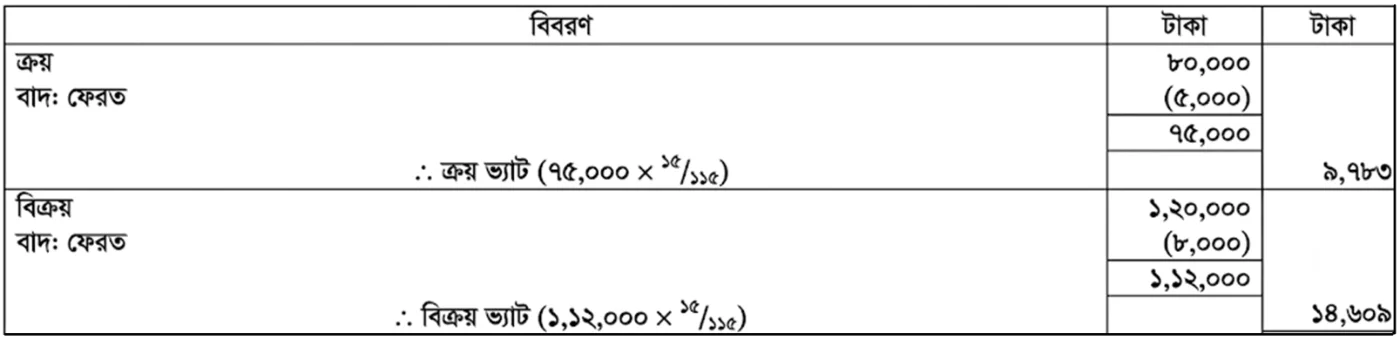 বিবরণ টাকা টাকা
ক্রয় ৮০,০০০
বাদ: ফেরত (৫,০০০)
৭৫,০০০
∴ ক্রয় ভ্যাট (৭৫,০০০ × ১৫/১১৫) ৯,৭৮৩
বিক্রয় ১,২০,০০০
বাদ: ফেরত (৮,০০০)
১,১২,০০০
∴ বিক্রয় ভ্যাট (১,১২,০০০ × ১৫/১১৫) ১৪,৬০৯